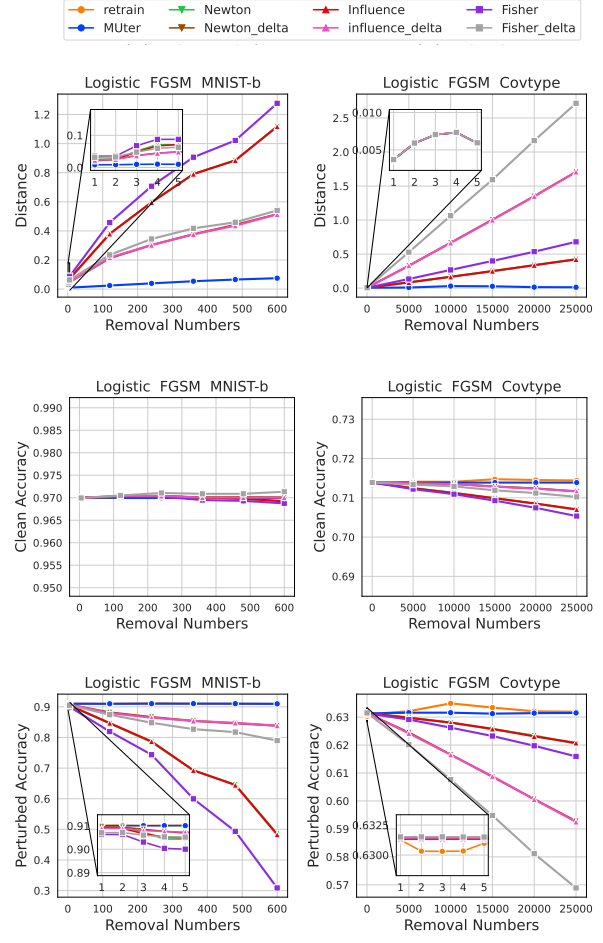 retrain Newton Influence Fisher
MUter Newton_delta influence_delta Fisher_delta
Logistic FGSM MNIST-b
Distance
1.2
1.0
0.8
0.6
0.4
0.2
0.0
0.1
0.0
1 2 3 4 5
0 100 200 300 400 500 600
Removal Numbers
Logistic FGSM Covtype
Distance
2.5
2.0
1.5
1.0
0.5
0.0
0.010
0.005
1 2 3 4 5
0 5000 10000 15000 20000 25000
Removal Numbers
Logistic FGSM MNIST-b
Clean Accuracy
0.990
0.985
0.980
0.975
0.970
0.965
0.960
0.955
0.950
0 100 200 300 400 500 600
Removal Numbers
Logistic FGSM Covtype
Clean Accuracy
0.73
0.72
0.71
0.70
0.69
0 5000 10000 15000 20000 25000
Removal Numbers
Logistic FGSM MNIST-b
Perturbed Accuracy
0.9
0.8
0.7
0.6
0.5
0.4
0.3
0.91
0.90
0.89
1 2 3 4 5
0 100 200 300 400 500 600
Removal Numbers
Logistic FGSM Covtype
Perturbed Accuracy
0.63
0.62
0.61
0.60
0.59
0.58
0.57
0.6325
0.6300
1 2 3 4 5
0 5000 10000 15000 20000 25000
Removal Numbers